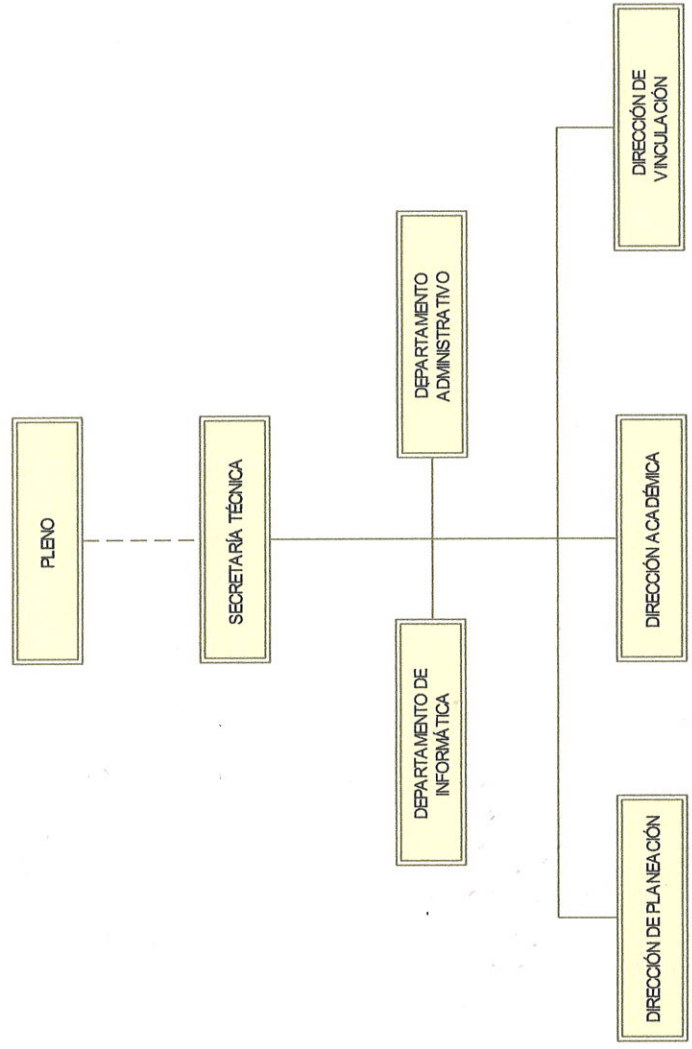 PLENO
SECRETARÍA TÉCNICA
DEPARTAMENTO DE
INFORMÁTICA
DEPARTAMENTO
ADMINISTRATIVO
DIRECCIÓN DE PLANEACIÓN
DIRECCIÓN ACADÉMICA
DIRECCIÓN DE
VINCULACIÓN